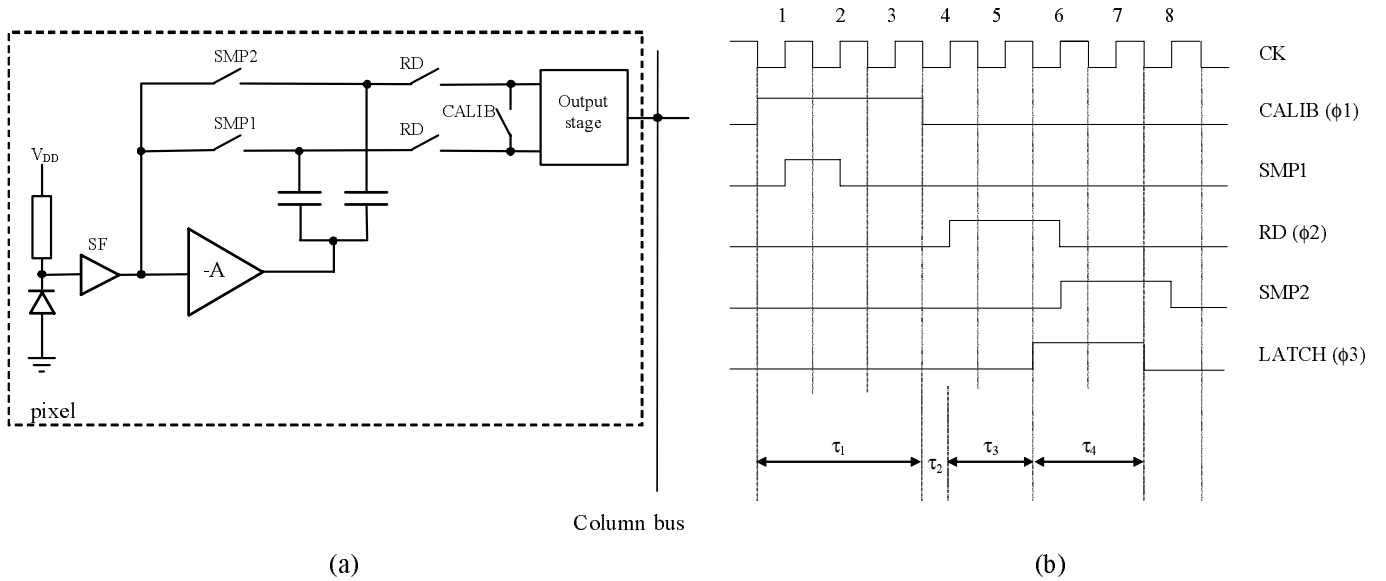 SMP2
RD
SMP1
RD
CALIB
Output
stage
V_DD
SF
-A
pixel
Column bus
(a)
1 2 3 4 5 6 7 8
CK
CALIB (ϕ1)
SMP1
RD (ϕ2)
SMP2
LATCH (ϕ3)
τ1 τ2 τ3 τ4
(b)